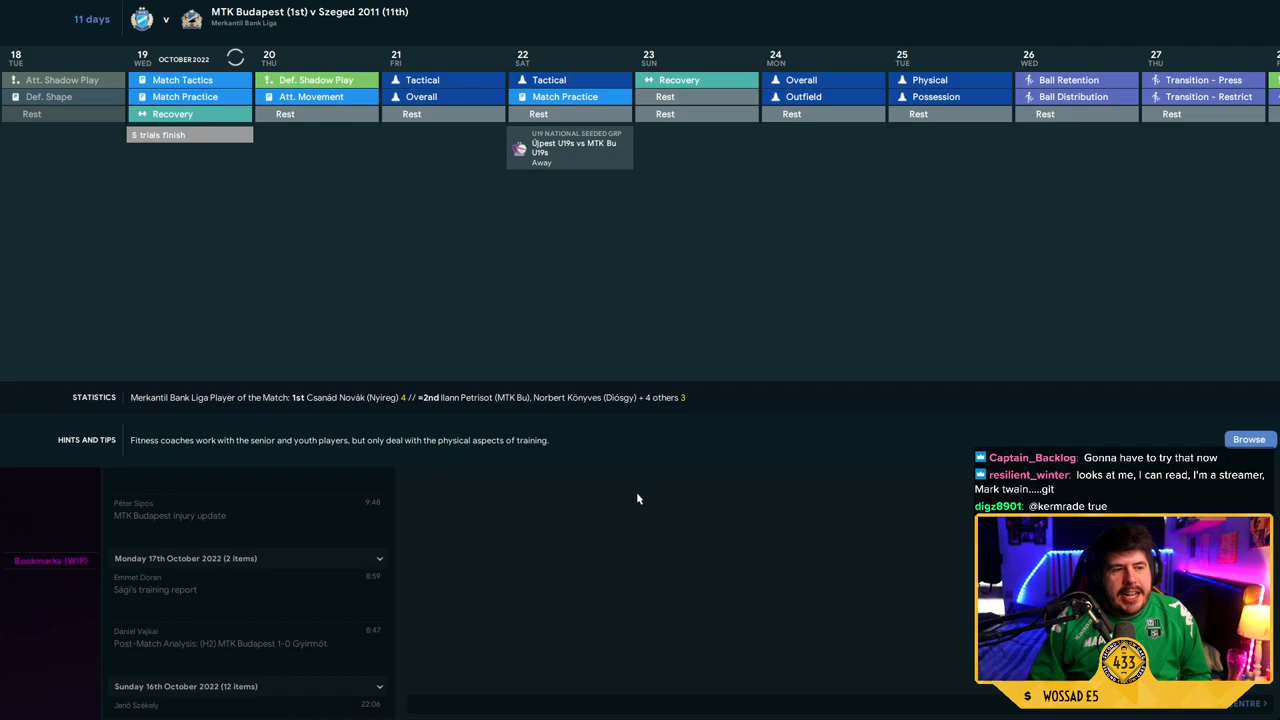 11 days
v
MTK Budapest (1st) v Szeged 2011 (11th)
Merkantil Bank Liga
18
TUE
19
WED
OCTOBER 2022
20
THU
21
FRI
22
SAT
23
SUN
24
MON
25
TUE
26
WED
27
THU
Att. Shadow Play
Match Tactics
Def. Shadow Play
Tactical
Tactical
Recovery
Overall
Physical
Ball Retention
Transition - Press
Def. Shape
Match Practice
Att. Movement
Overall
Match Practice
Rest
Outfield
Possession
Ball Distribution
Transition - Restrict
Rest
Recovery
Rest
Rest
Rest
Rest
Rest
Rest
Rest
Rest
5 trials finish
U19 NATIONAL SEEDED GRP
Újpest U19s vs MTK Bu
U19s
Away
STATISTICS
Merkantil Bank Liga Player of the Match: 1st Csanád Novák (Nyíreg) 4 // =2nd Ilann Petrisot (MTK Bu), Norbert Könyves (Diósgy) + 4 others 3
HINTS AND TIPS
Fitness coaches work with the senior and youth players, but only deal with the physical aspects of training.
Browse
Captain_Backlog: Gonna have to try that now
resilient_winter: looks at me, I can read, I'm a streamer,
Mark twain.....git
digz8901: @kermrade true
Péter Sipos
9:48
MTK Budapest injury update
Bookmarks (WIP)
Monday 17th October 2022 (2 items)
Emmet Doran
8:59
Sági's training report
Dániel Vajkai
8:47
Post-Match Analysis: (H2) MTK Budapest 1-0 Gyirmót
Sunday 16th October 2022 (12 items)
Jenő Székely
22:06
433
$ WOSSAD £5
CENTRE >